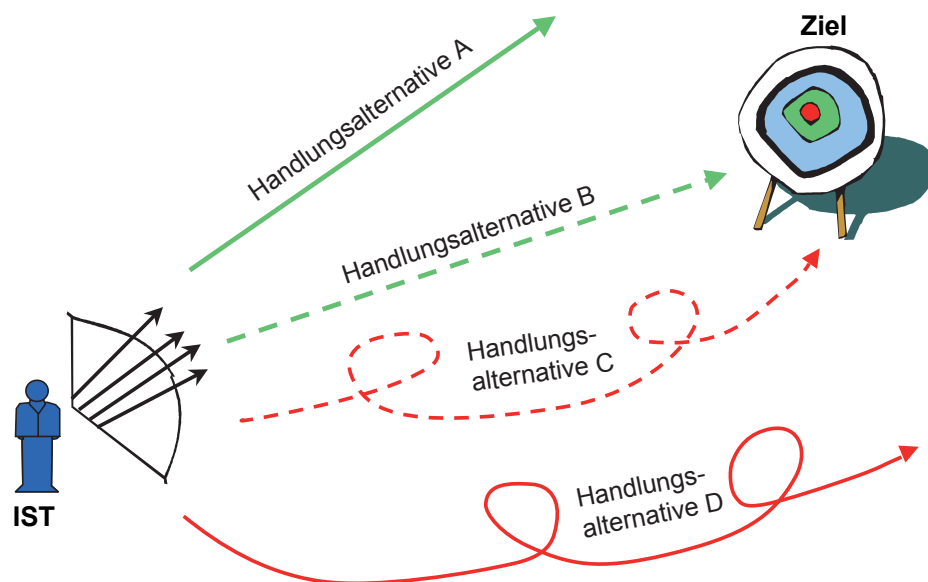 Ziel
Handlungsalternative A
Handlungsalternative B
Handlungs-
alternative C
Handlungs-
alternative D
IST